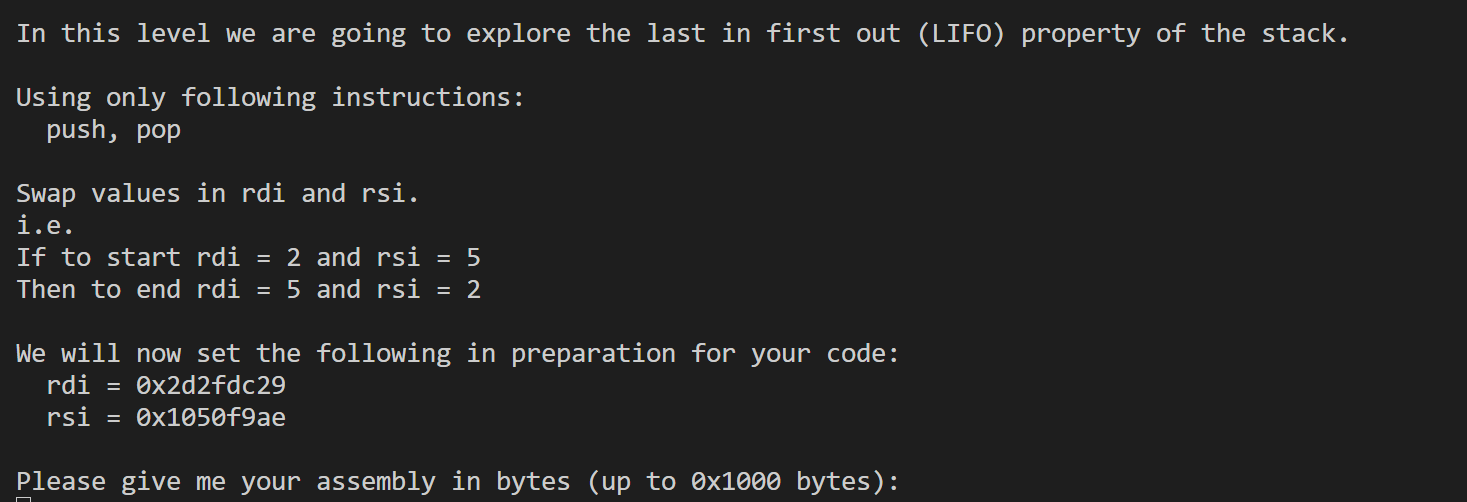 In this level we are going to explore the last in first out (LIFO) property of the stack.
Using only following instructions:
push, pop
Swap values in rdi and rsi.
i.e.
If to start rdi = 2 and rsi = 5
Then to end rdi = 5 and rsi = 2
We will now set the following in preparation for your code:
rdi = 0x2d2fdc29
rsi = 0x1050f9ae
Please give me your assembly in bytes (up to 0x1000 bytes):